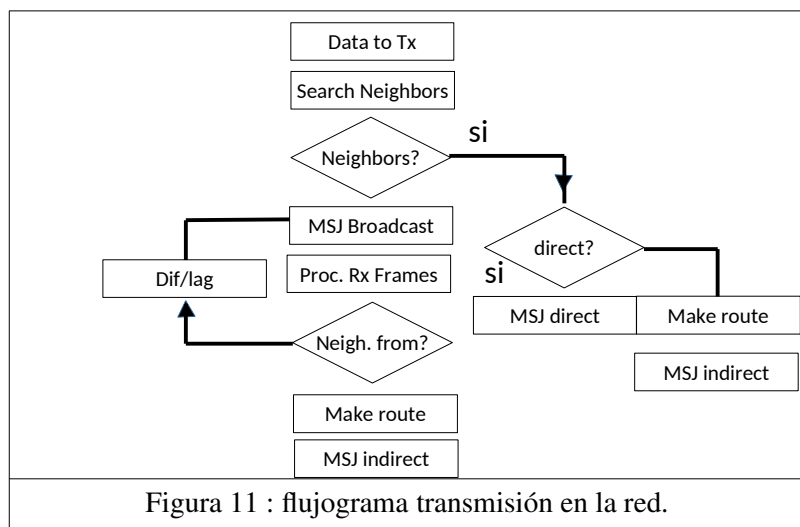 Data to Tx
Search Neighbors
si
Neighbors?
MSJ Broadcast
direct?
si
Dif/lag
Proc. Rx Frames
MSJ direct
Make route
Neigh. from?
MSJ indirect
Make route
MSJ indirect
Figura 11 : flujograma transmisión en la red.